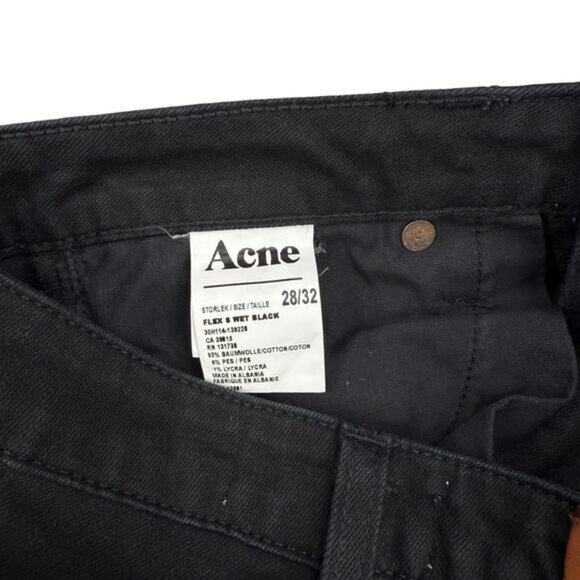 Acne
STORLEK / SIZE / TAILLE 28/32
FLEX S WET BLACK
30H114-139228
CA 39615
RN 121736
93% BAUMWOLLE/COTTON/COTON
6% PES / PES
1% LYCRA / LYCRA
MADE IN ALBANIA
FABRIQUE EN ALBANIE